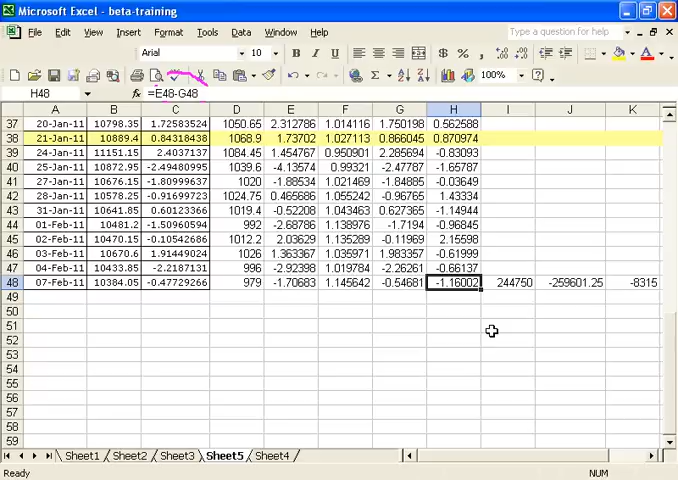 Microsoft Excel - beta-training
File Edit View Insert Format Tools Data Window Help Type a question for help
Arial 10 B I U
100%
H48 fx =E48-G48
A B C D E F G H I J K
37 20-Jan-11 10798.35 1.72583524 1050.65 2.312786 1.014116 1.750198 0.562588
38 21-Jan-11 10889.4 0.84318438 1068.9 1.73702 1.027113 0.866045 0.870974
39 24-Jan-11 11151.15 2.4037137 1084.45 1.454767 0.950901 2.285694 -0.83093
40 25-Jan-11 10872.95 -2.49480995 1039.6 -4.13574 0.99321 -2.47787 -1.65787
41 27-Jan-11 10676.15 -1.80999637 1020 -1.88534 1.021469 -1.84885 -0.03649
42 28-Jan-11 10578.25 -0.91699723 1024.75 0.465686 1.055242 -0.96765 1.43334
43 31-Jan-11 10641.85 0.60123366 1019.4 -0.52208 1.043463 0.627365 -1.14944
44 01-Feb-11 10481.2 -1.50960594 992 -2.68786 1.138976 -1.7194 -0.96845
45 02-Feb-11 10470.15 -0.10542686 1012.2 2.03629 1.135289 -0.11969 2.15598
46 03-Feb-11 10670.6 1.91449024 1026 1.363337 1.035971 1.983357 -0.61999
47 04-Feb-11 10433.85 -2.2187131 996 -2.92398 1.019784 -2.26261 -0.66137
48 07-Feb-11 10384.05 -0.47729266 979 -1.70683 1.145642 -0.54681 -1.16002 244750 -259601.25 -8315
49
50
51
52
53
54
55
56
57
58
59
Sheet1 Sheet2 Sheet3 Sheet5 Sheet4
Ready NUM